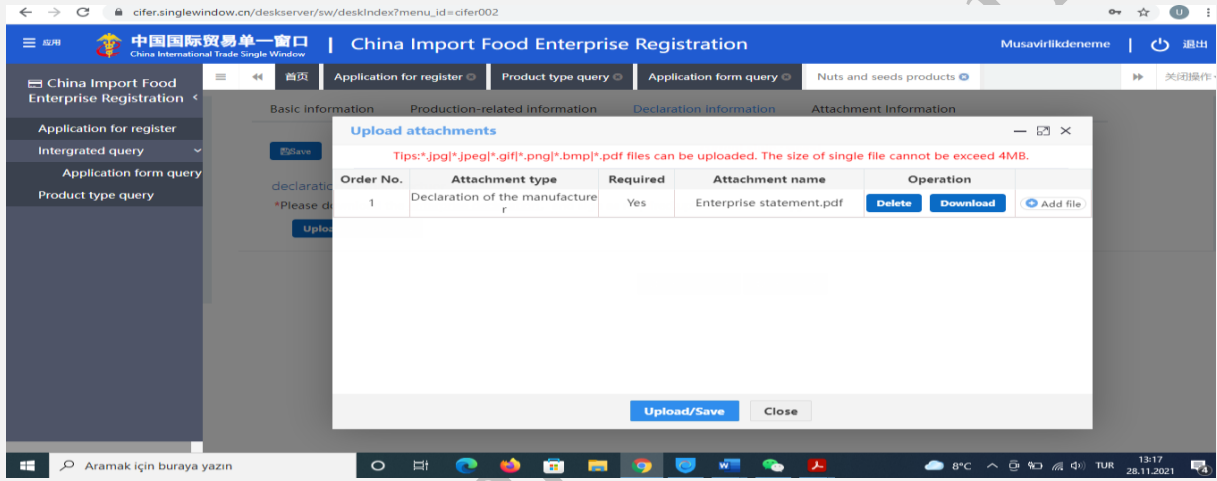 cifer.singlewindow.cn/deskserver/sw/deskIndex?menu_id=cifer002
U
应用
中国国际贸易单一窗口
China International Trade Single Window
| China Import Food Enterprise Registration
Musavirlikdeneme
退出
China Import Food
Enterprise Registration
首页 Application for register Product type query Application form query Nuts and seeds products 关闭操作
Application for register
Intergrated query
Application form query
Product type query
Basic information Production-related information Declaration information Attachment Information
Save
declaratio
*Please de
Uploa
Upload attachments
Tips:*.jpg|*.jpeg|*.gif|*.png|*.bmp|*.pdf files can be uploaded. The size of single file cannot be exceed 4MB.
Order No. Attachment type Required Attachment name Operation
1 Declaration of the manufacture
r
Yes Enterprise statement.pdf Delete Download Add file
Upload/Save Close
Aramak için buraya yazın
8°C TUR 13:17
28.11.2021
4